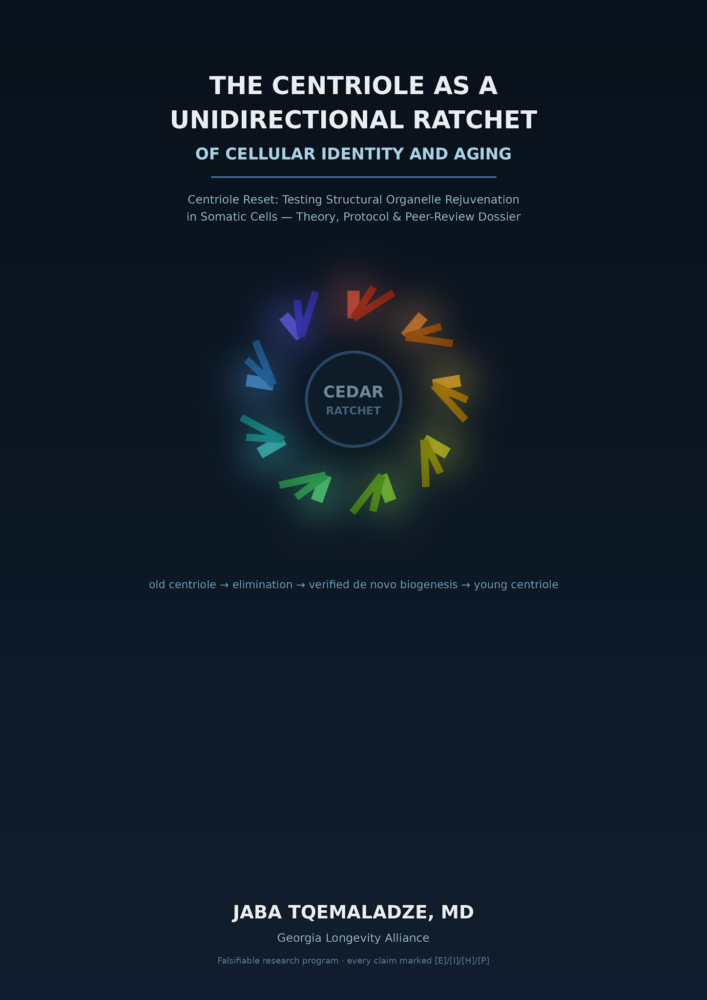 THE CENTRIOLE AS A
UNIDIRECTIONAL RATCHET
OF CELLULAR IDENTITY AND AGING
Centriole Reset: Testing Structural Organelle Rejuvenation
in Somatic Cells — Theory, Protocol & Peer-Review Dossier
CEDAR
RATCHET
old centriole → elimination → verified de novo biogenesis → young centriole
JABA TQEMALADZE, MD
Georgia Longevity Alliance
Falsifiable research program · every claim marked [E]/[I]/[H]/[P]